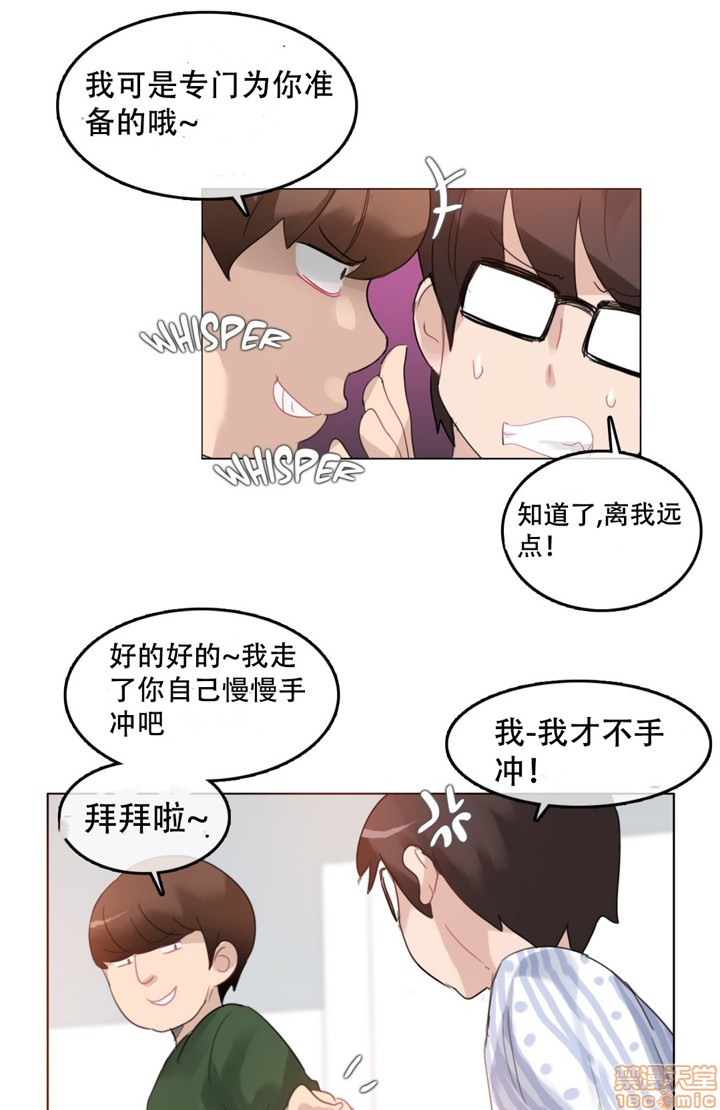 我可是专门为你准
备的哦~
WHISPER
WHISPER
知道了,离我远
点!
好的好的~我走
了你自己慢慢手
冲吧
我-我才不手
冲!
拜拜啦~
禁漫天堂
18comic